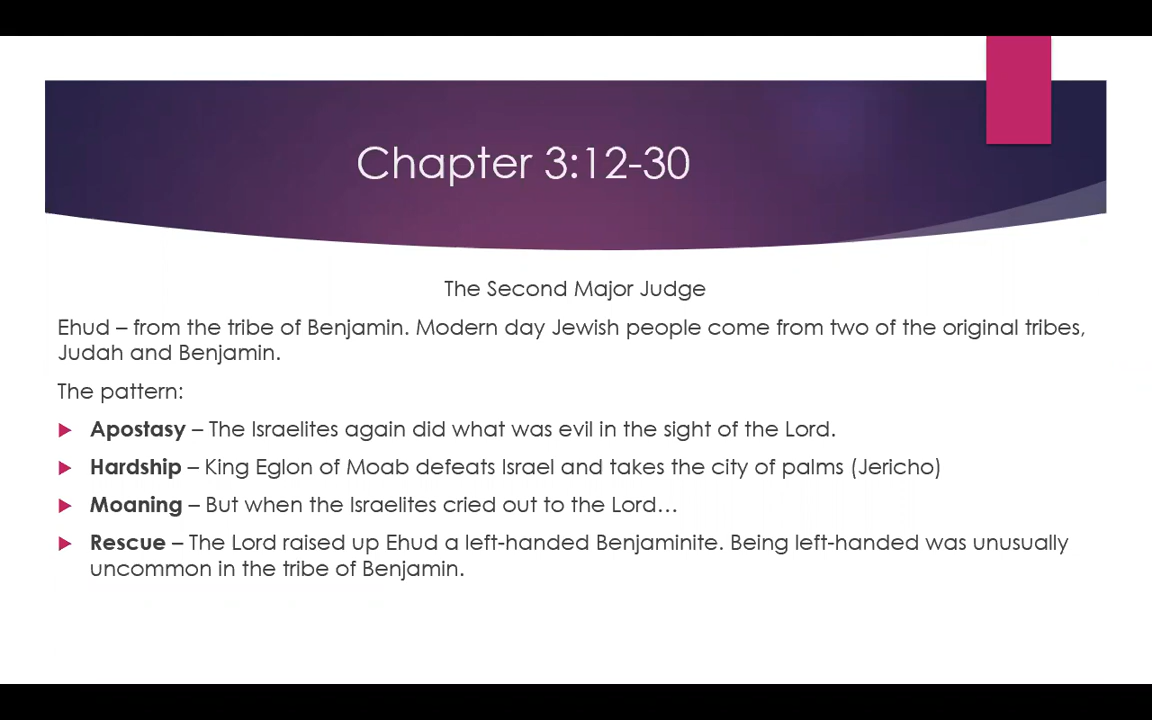 Chapter 3:12-30
The Second Major Judge
Ehud – from the tribe of Benjamin. Modern day Jewish people come from two of the original tribes,
Judah and Benjamin.
The pattern:
Apostasy – The Israelites again did what was evil in the sight of the Lord.
Hardship – King Eglon of Moab defeats Israel and takes the city of palms (Jericho)
Moaning – But when the Israelites cried out to the Lord…
Rescue – The Lord raised up Ehud a left-handed Benjaminite. Being left-handed was unusually
uncommon in the tribe of Benjamin.